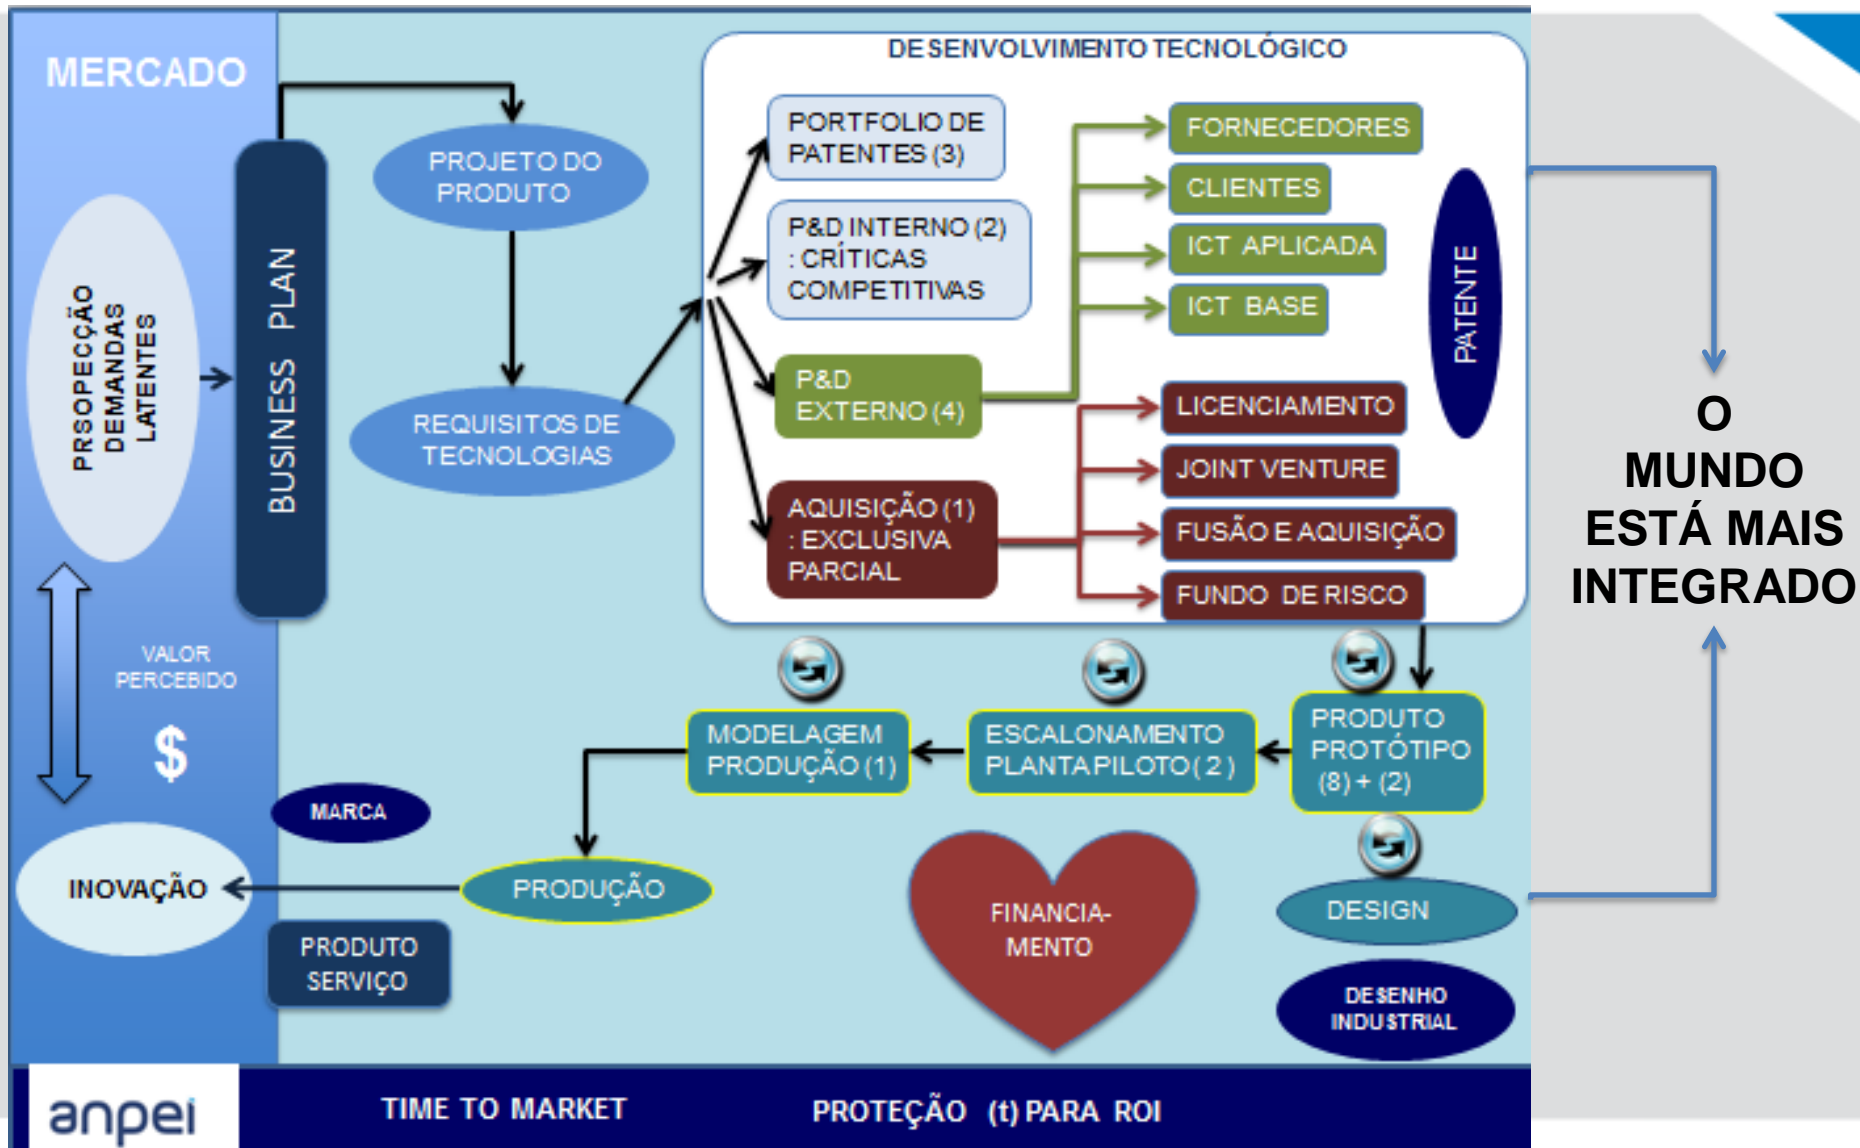 MERCADO
PRSOPECÇÃO
DEMANDAS
LATENTES
BUSINESS PLAN
PROJETO DO
PRODUTO
REQUISITOS DE
TECNOLOGIAS
DESENVOLVIMENTO TECNOLÓGICO
PORTFOLIO DE
PATENTES (3)
P&D INTERNO (2)
: CRÍTICAS
COMPETITIVAS
P&D
EXTERNO (4)
AQUISIÇÃO (1)
: EXCLUSIVA
PARCIAL
FORNECEDORES
CLIENTES
ICT APLICADA
ICT BASE
LICENCIAMENTO
JOINT VENTURE
FUSÃO E AQUISIÇÃO
FUNDO DE RISCO
PATENTE
O
MUNDO
ESTÁ MAIS
INTEGRADO
VALOR
PERCEBIDO
$
MODELAGEM
PRODUÇÃO (1)
ESCALONAMENTO
PLANTA PILOTO ( 2 )
PRODUTO
PROTÓTIPO
(8) + (2)
MARCA
INOVAÇÃO
PRODUÇÃO
PRODUTO
SERVIÇO
FINANCIA-
MENTO
DESIGN
DESENHO
INDUSTRIAL
anpei
TIME TO MARKET
PROTEÇÃO (t) PARA ROI